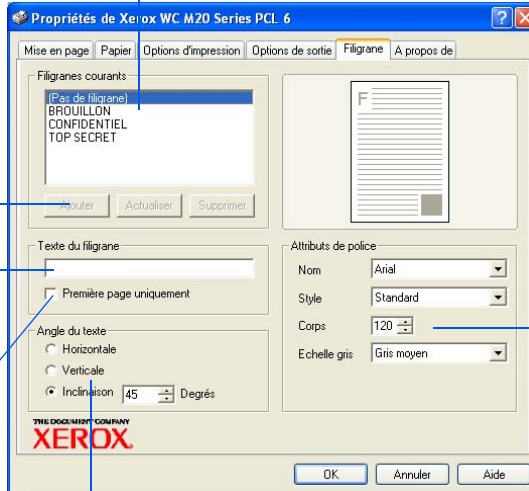 Propriétés de Xerox WC M20 Series PCL 6
Mise en page
Papier
Options d'impression
Options de sortie
Filigrane
A propos de
Filigranes courants
(Pas de filigrane)
BROUILLON
CONFIDENTIEL
TOP SECRET
Ajouter
Actualiser
Supprimer
F
Texte du filigrane
Première page uniquement
Angle du texte
Horizontale
Verticale
Inclinaison 45 Degrés
Attributs de police
Nom Arial
Style Standard
Corps 120
Echelle gris Gris moyen
THE DOCUMENT COMPANY
XEROX
OK
Annuler
Aide